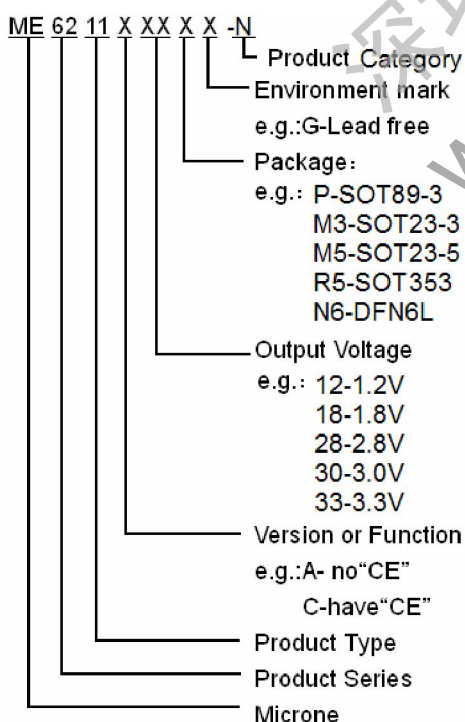 ME 62 11 X XX X X -N
Product Category
Environment mark
e.g.:G-Lead free
Package：
e.g.：P-SOT89-3
M3-SOT23-3
M5-SOT23-5
R5-SOT353
N6-DFN6L
Output Voltage
e.g.：12-1.2V
18-1.8V
28-2.8V
30-3.0V
33-3.3V
Version or Function
e.g.:A- no“CE”
C-have“CE”
Product Type
Product Series
Microne